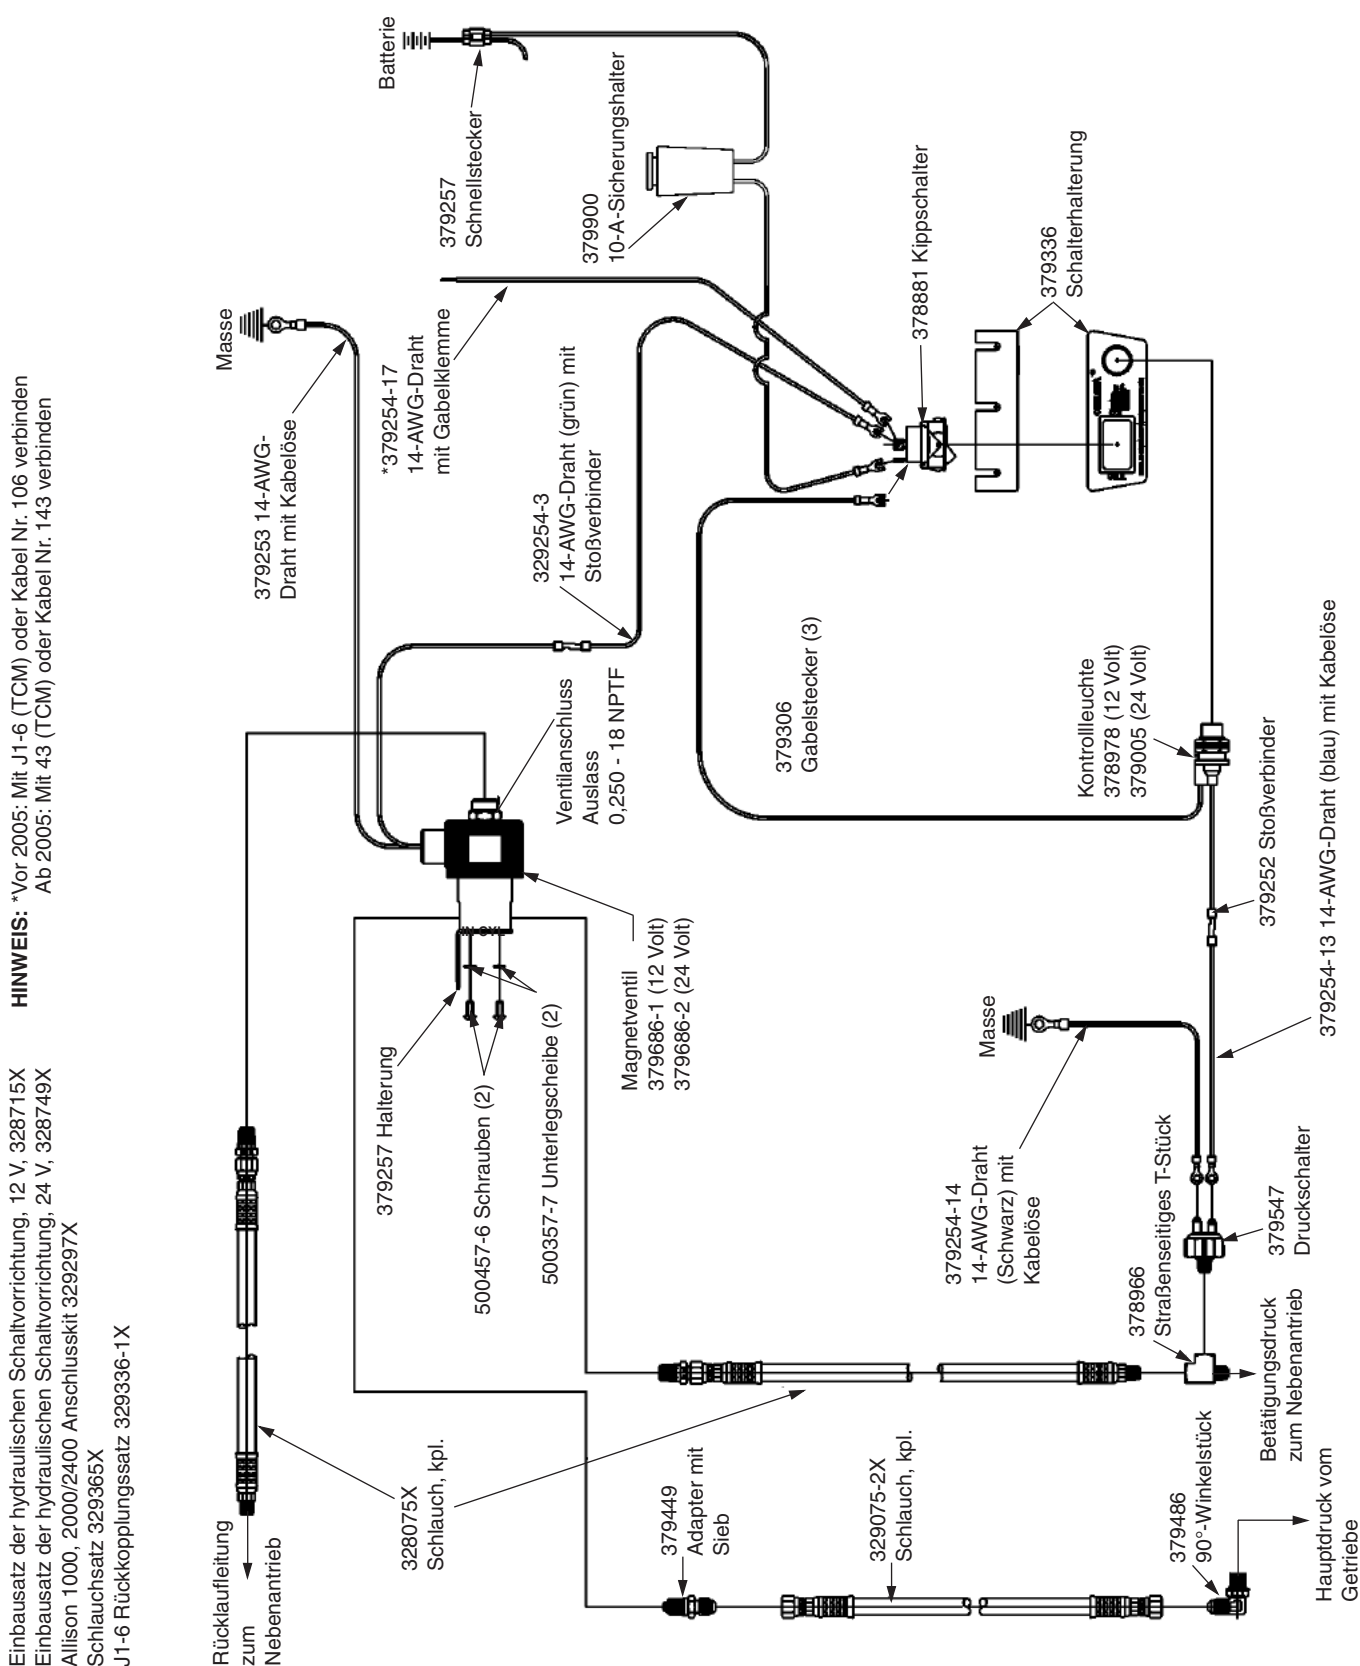 Einbausatz der hydraulischen Schaltvorrichtung, 12 V, 328715X
Einbausatz der hydraulischen Schaltvorrichtung, 24 V, 328749X
Allison 1000, 2000/2400 Anschlusskit 329297X
Schlauchsatz 329365X
J1-6 Rückkopplungssatz 329336-1X
HINWEIS: *Vor 2005: Mit J1-6 (TCM) oder Kabel Nr. 106 verbinden
Ab 2005: Mit 43 (TCM) oder Kabel Nr. 143 verbinden
Rücklaufleitung
zum
Nebenantrieb
Masse
379253 14-AWG-
Draht mit Kabelöse
Batterie
379257
Schnellstecker
*379254-17
14-AWG-Draht
mit Gabelklemme
379900
10-A-Sicherungshalter
329254-3
14-AWG-Draht (grün) mit
Stoßverbinder
Ventilanschluss
Auslass
0,250 - 18 NPTF
379257 Halterung
500457-6 Schrauben (2)
500357-7 Unterlegscheibe (2)
Magnetventil
379686-1 (12 Volt)
379686-2 (24 Volt)
328075X
Schlauch, kpl.
379306
Gabelstecker (3)
378881 Kippschalter
379336
Schalterhalterung
379449
Adapter mit
Sieb
329075-2X
Schlauch, kpl.
Masse
379254-14
14-AWG-Draht
(Schwarz) mit
Kabelöse
Kontrollleuchte
378978 (12 Volt)
379005 (24 Volt)
378966
Straßenseitiges T-Stück
379486
90°-Winkelstück
379252 Stoßverbinder
379547
Druckschalter
379254-13 14-AWG-Draht (blau) mit Kabelöse
Betätigungsdruck
zum Nebenantrieb
Hauptdruck vom
Getriebe